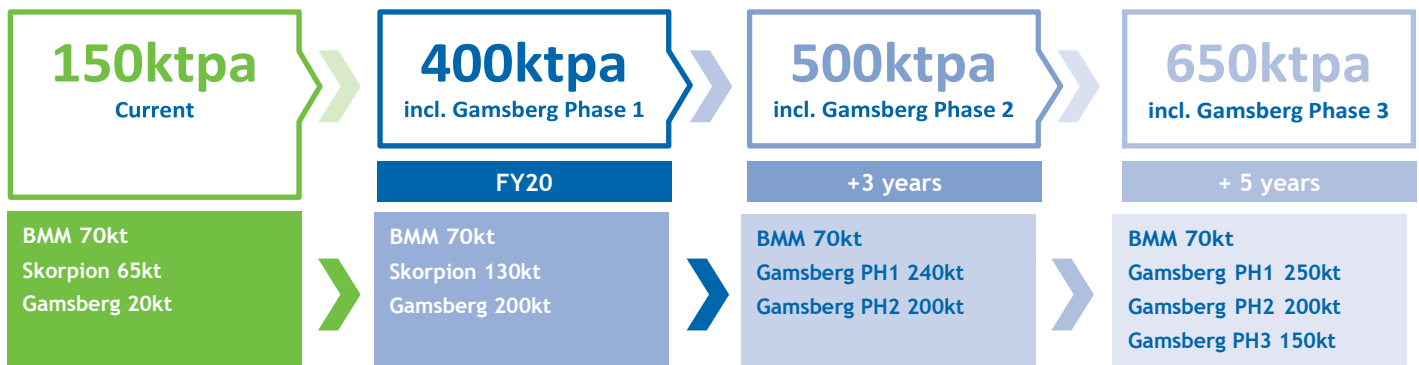 150ktpa
Current
400ktpa
incl. Gamsberg Phase 1
500ktpa
incl. Gamsberg Phase 2
650ktpa
incl. Gamsberg Phase 3
FY20
+3 years
+ 5 years
BMM 70kt
Skorpion 65kt
Gamsberg 20kt
BMM 70kt
Skorpion 130kt
Gamsberg 200kt
BMM 70kt
Gamsberg PH1 240kt
Gamsberg PH2 200kt
BMM 70kt
Gamsberg PH1 250kt
Gamsberg PH2 200kt
Gamsberg PH3 150kt